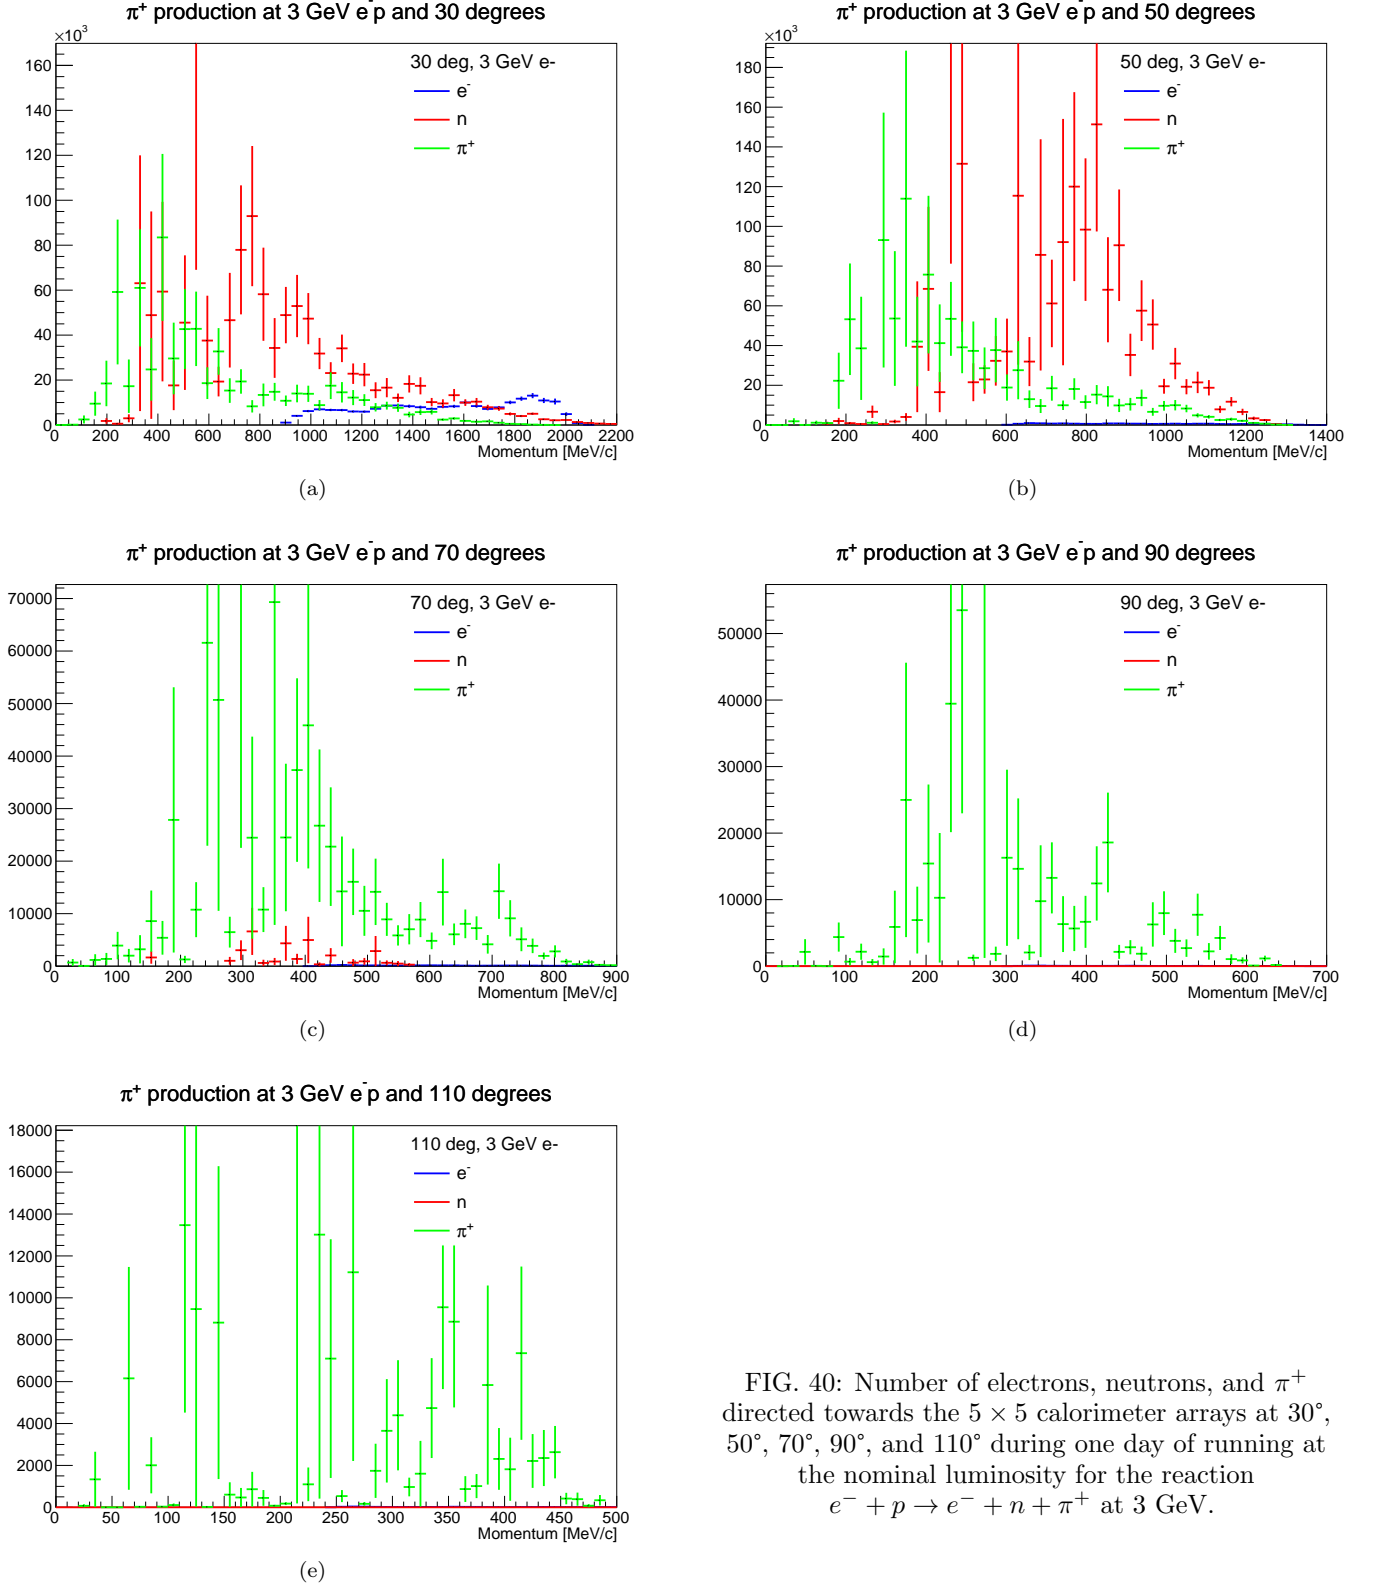 π⁺ production at 3 GeV e⁻p and 30 degrees
×10³
160
140
120
100
80
60
40
20
0
30 deg, 3 GeV e-
e⁻
n
π⁺
0 200 400 600 800 1000 1200 1400 1600 1800 2000 2200
Momentum [MeV/c]
(a)
π⁺ production at 3 GeV e⁻p and 50 degrees
×10³
180
160
140
120
100
80
60
40
20
0
50 deg, 3 GeV e-
e⁻
n
π⁺
0 200 400 600 800 1000 1200 1400
Momentum [MeV/c]
(b)
π⁺ production at 3 GeV e⁻p and 70 degrees
70000
60000
50000
40000
30000
20000
10000
0
70 deg, 3 GeV e-
e⁻
n
π⁺
0 100 200 300 400 500 600 700 800 900
Momentum [MeV/c]
(c)
π⁺ production at 3 GeV e⁻p and 90 degrees
50000
40000
30000
20000
10000
0
90 deg, 3 GeV e-
e⁻
n
π⁺
0 100 200 300 400 500 600 700
Momentum [MeV/c]
(d)
π⁺ production at 3 GeV e⁻p and 110 degrees
18000
16000
14000
12000
10000
8000
6000
4000
2000
0
110 deg, 3 GeV e-
e⁻
n
π⁺
0 50 100 150 200 250 300 350 400 450 500
Momentum [MeV/c]
(e)
FIG. 40: Number of electrons, neutrons, and π⁺
directed towards the 5 × 5 calorimeter arrays at 30°,
50°, 70°, 90°, and 110° during one day of running at
the nominal luminosity for the reaction
e⁻ + p → e⁻ + n + π⁺ at 3 GeV.